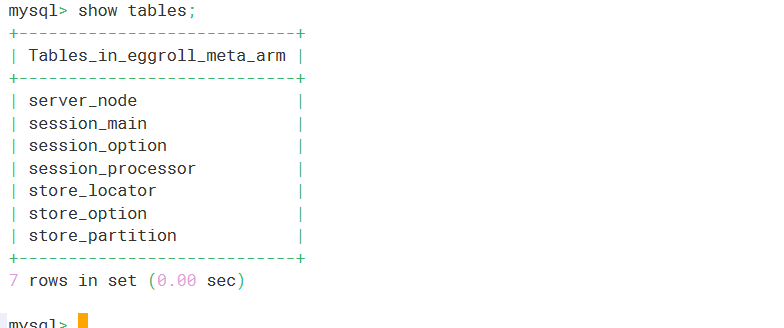 mysql> show tables;
+----------------------------+
| Tables_in_eggroll_meta_arm |
+----------------------------+
| server_node                |
| session_main               |
| session_option             |
| session_processor          |
| store_locator              |
| store_option               |
| store_partition            |
+----------------------------+
7 rows in set (0.00 sec)
mysql>